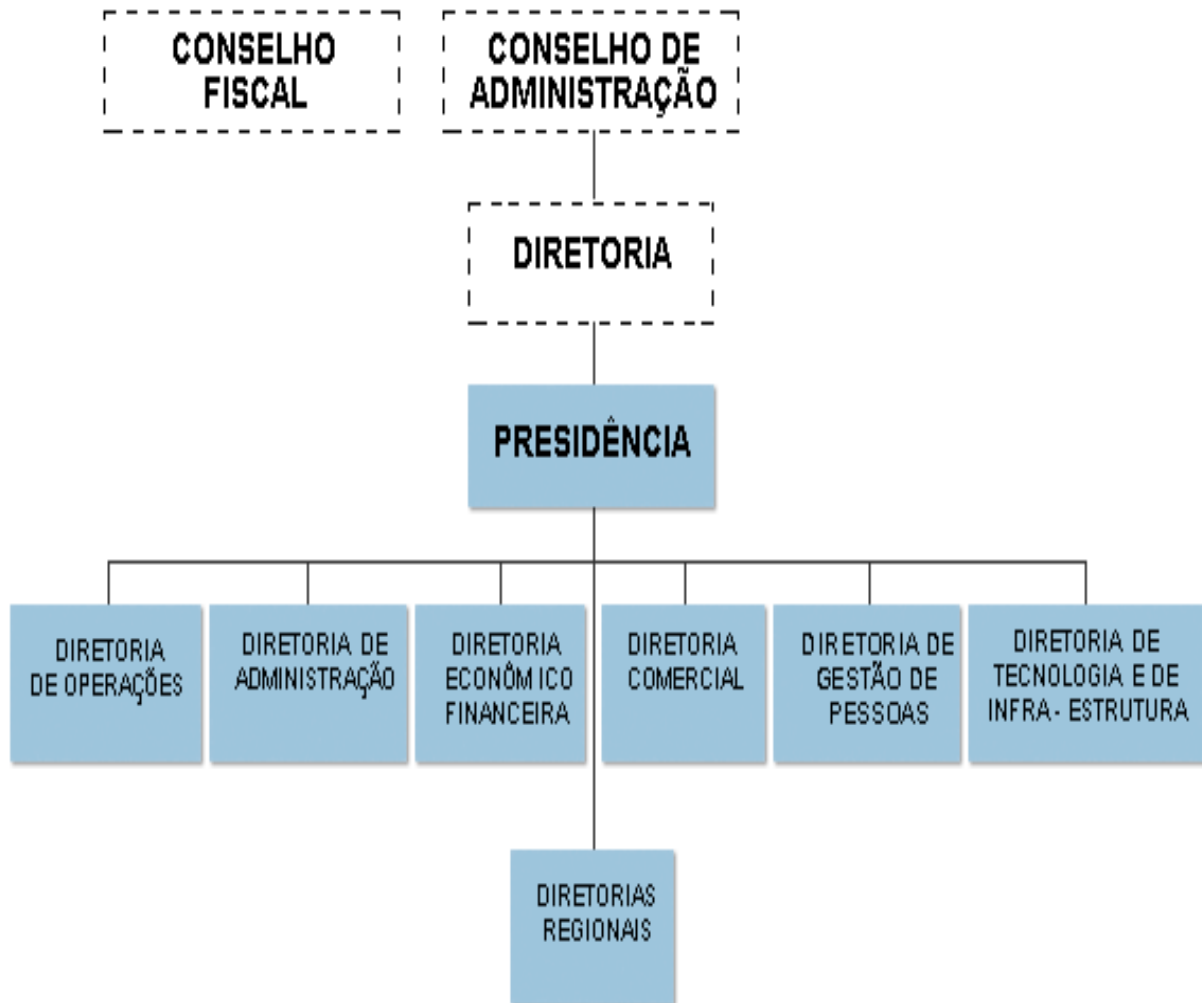 CONSELHO
FISCAL
CONSELHO DE
ADMINISTRAÇÃO
DIRETORIA
PRESIDÊNCIA
DIRETORIA
DE OPERAÇÕES
DIRETORIA DE
ADMINISTRAÇÃO
DIRETORIA
ECONÔMICO
FINANCEIRA
DIRETORIA
COMERCIAL
DIRETORIA DE
GESTÃO DE
PESSOAS
DIRETORIA DE
TECNOLOGIA E DE
INFRA - ESTRUTURA
DIRETORIAS
REGIONAIS